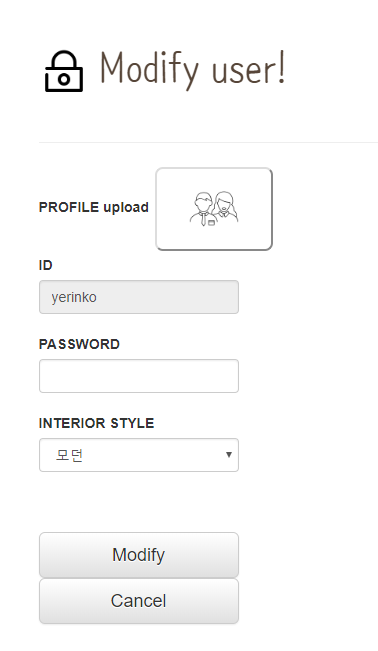 Modify user!
PROFILE upload
ID
yerinko
PASSWORD
INTERIOR STYLE
모던
Modify
Cancel